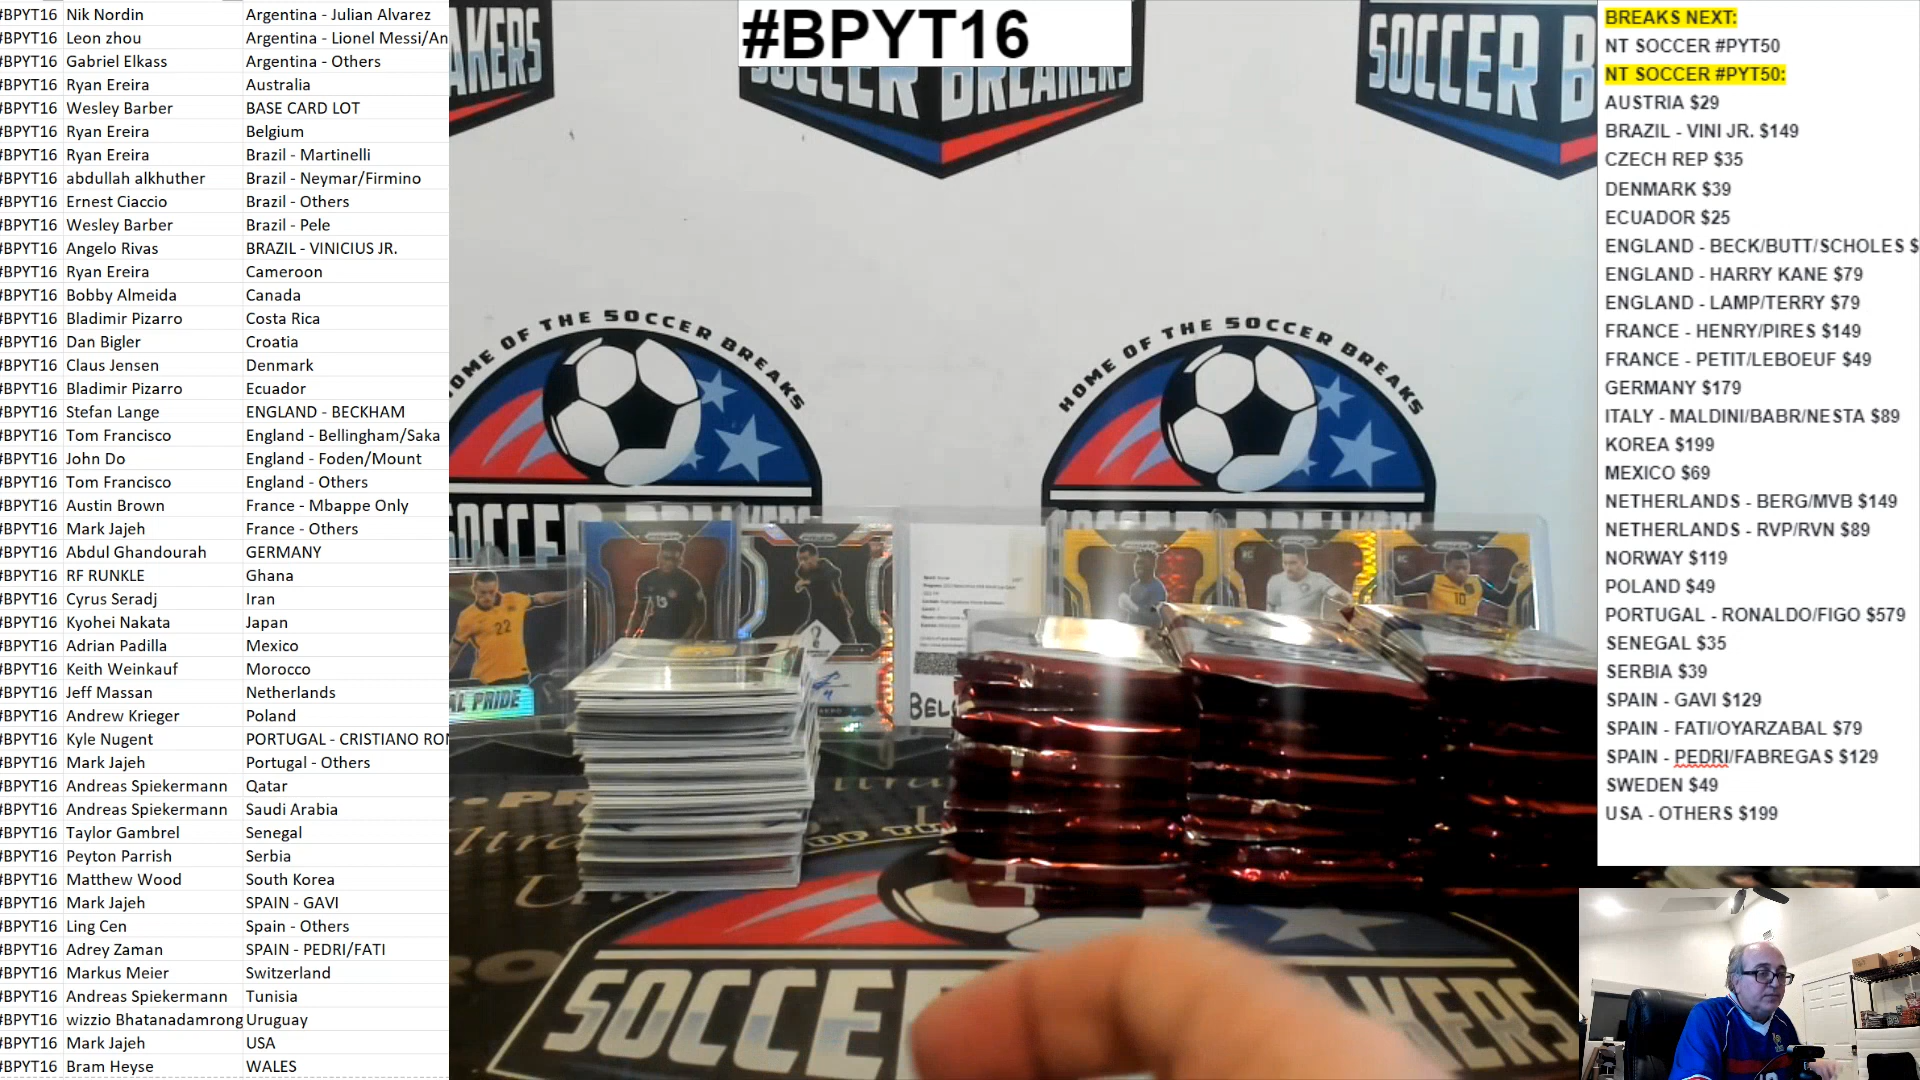 #BPYT16 Nik Nordin Argentina - Julian Alvarez
#BPYT16 Leon zhou Argentina - Lionel Messi/An
#BPYT16 Gabriel Elkass Argentina - Others
#BPYT16 Ryan Ereira Australia
#BPYT16 Wesley Barber BASE CARD LOT
#BPYT16 Ryan Ereira Belgium
#BPYT16 Ryan Ereira Brazil - Martinelli
#BPYT16 abdullah alkhuther Brazil - Neymar/Firmino
#BPYT16 Ernest Ciaccio Brazil - Others
#BPYT16 Wesley Barber Brazil - Pele
#BPYT16 Angelo Rivas BRAZIL - VINICIUS JR.
#BPYT16 Ryan Ereira Cameroon
#BPYT16 Bobby Almeida Canada
#BPYT16 Bladimir Pizarro Costa Rica
#BPYT16 Dan Bigler Croatia
#BPYT16 Claus Jensen Denmark
#BPYT16 Bladimir Pizarro Ecuador
#BPYT16 Stefan Lange ENGLAND - BECKHAM
#BPYT16 Tom Francisco England - Bellingham/Saka
#BPYT16 John Do England - Foden/Mount
#BPYT16 Tom Francisco England - Others
#BPYT16 Austin Brown France - Mbappe Only
#BPYT16 Mark Jajeh France - Others
#BPYT16 Abdul Ghandourah GERMANY
#BPYT16 RF RUNKLE Ghana
#BPYT16 Cyrus Seradj Iran
#BPYT16 Kyohei Nakata Japan
#BPYT16 Adrian Padilla Mexico
#BPYT16 Keith Weinkauf Morocco
#BPYT16 Jeff Massan Netherlands
#BPYT16 Andrew Krieger Poland
#BPYT16 Kyle Nugent PORTUGAL - CRISTIANO RON
#BPYT16 Mark Jajeh Portugal - Others
#BPYT16 Andreas Spiekermann Qatar
#BPYT16 Andreas Spiekermann Saudi Arabia
#BPYT16 Taylor Gambrel Senegal
#BPYT16 Peyton Parrish Serbia
#BPYT16 Matthew Wood South Korea
#BPYT16 Mark Jajeh SPAIN - GAVI
#BPYT16 Ling Cen Spain - Others
#BPYT16 Adrey Zaman SPAIN - PEDRI/FATI
#BPYT16 Markus Meier Switzerland
#BPYT16 Andreas Spiekermann Tunisia
#BPYT16 wizzio Bhatanadamrong Uruguay
#BPYT16 Mark Jajeh USA
#BPYT16 Bram Heyse WALES
#BPYT16
AKERS
SOCCER BREAKERS
SOCCER B
HOME OF THE SOCCER BREAKS
HOME OF THE SOCCER BREAKS
SOCCER
22
AL PRIDE
13
BEL
10
SOCCE
KERS
BREAKS NEXT:
NT SOCCER #PYT50
NT SOCCER #PYT50:
AUSTRIA $29
BRAZIL - VINI JR. $149
CZECH REP $35
DENMARK $39
ECUADOR $25
ENGLAND - BECK/BUTT/SCHOLES $
ENGLAND - HARRY KANE $79
ENGLAND - LAMP/TERRY $79
FRANCE - HENRY/PIRES $149
FRANCE - PETIT/LEBOEUF $49
GERMANY $179
ITALY - MALDINI/BABR/NESTA $89
KOREA $199
MEXICO $69
NETHERLANDS - BERG/MVB $149
NETHERLANDS - RVP/RVN $89
NORWAY $119
POLAND $49
PORTUGAL - RONALDO/FIGO $579
SENEGAL $35
SERBIA $39
SPAIN - GAVI $129
SPAIN - FATI/OYARZABAL $79
SPAIN - PEDRI/FABREGAS $129
SWEDEN $49
USA - OTHERS $199